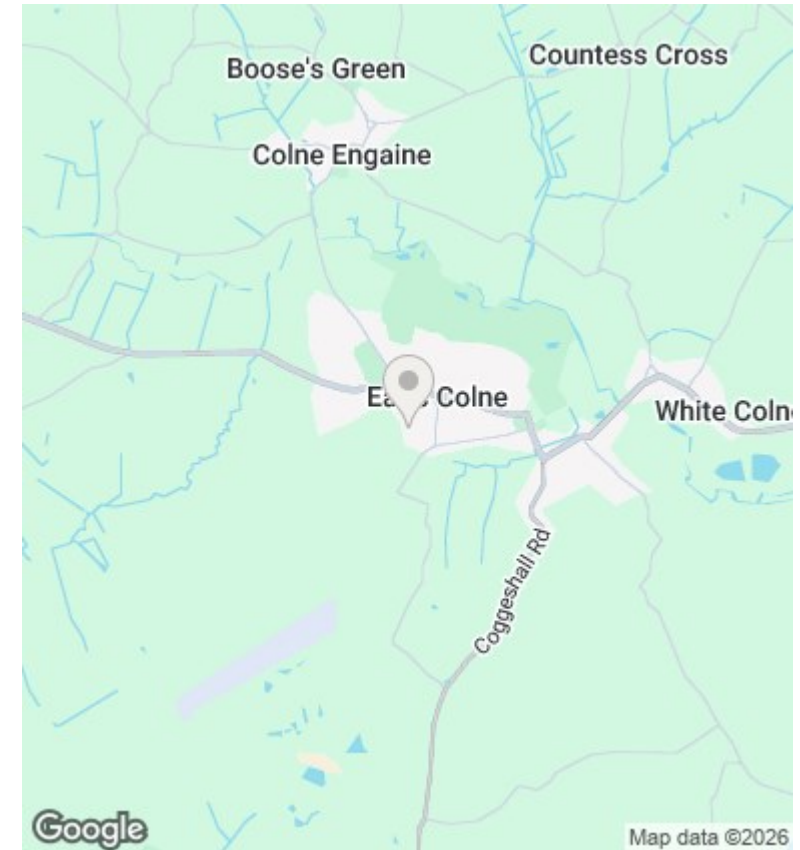 Countess Cross
Boose's Green
Colne Engaine
Colne
White Coln
Coggeshall Rd
Google
Map data ©2026